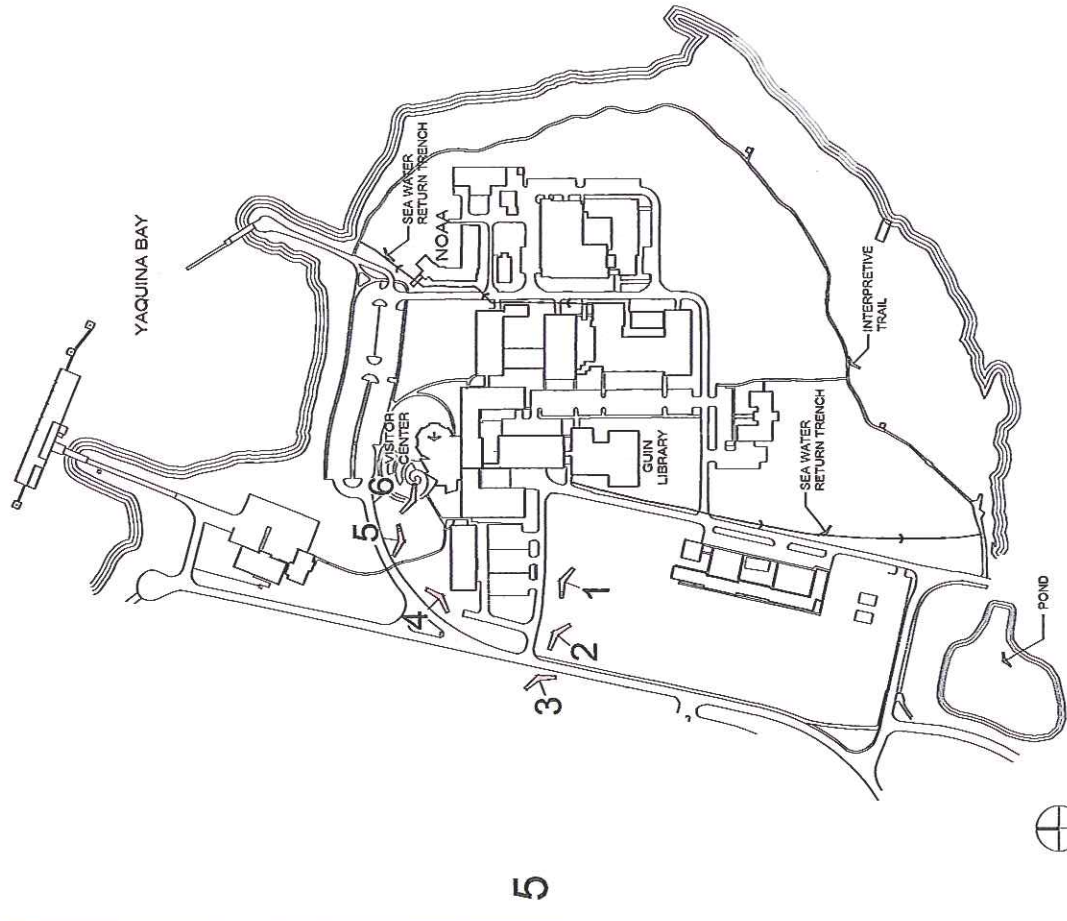 YAQUINA BAY
SEA WATER
RETURN TRENCH
NOAA
VISITOR
CENTER
6
5
4
GUIN
LIBRARY
1
2
3
SEA WATER
RETURN TRENCH
INTERPRETIVE
TRAIL
POND
5